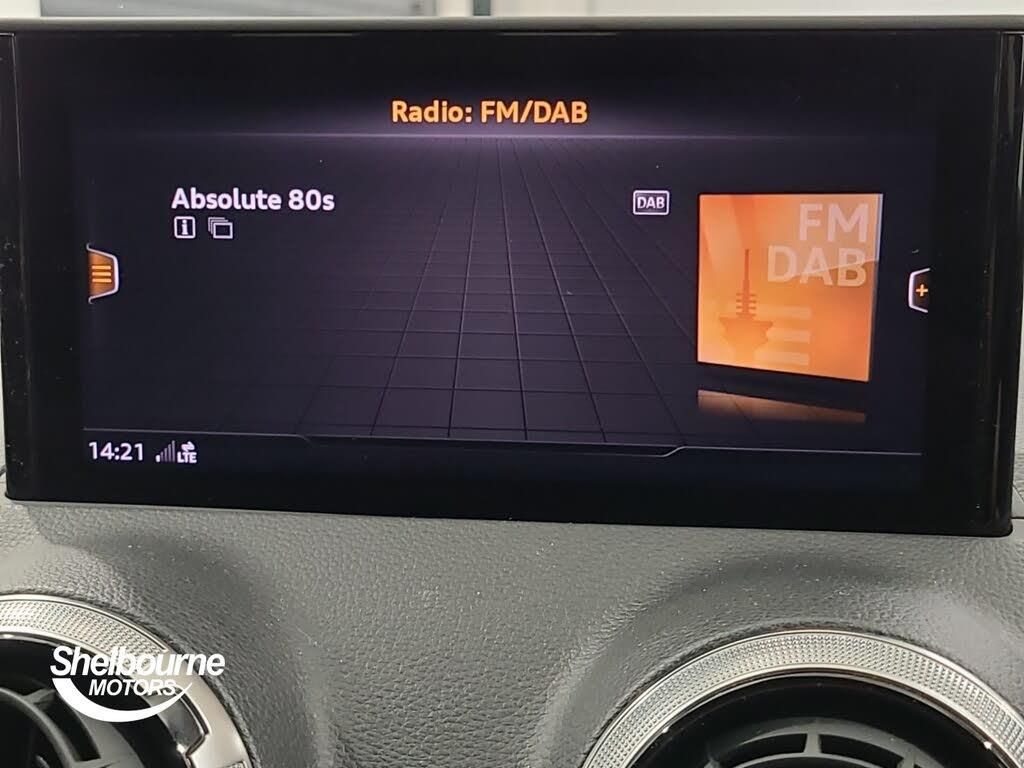 Radio: FM/DAB
Absolute 80s
DAB
i
FM
DAB
+
14:21 LTE
Shelbourne
MOTORS